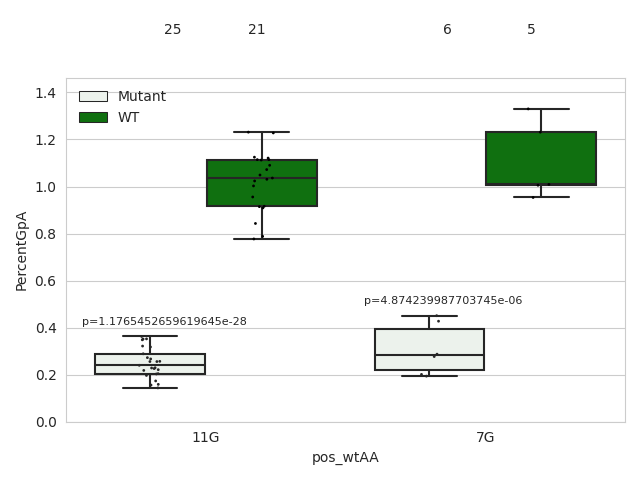 25 21 6 5
Mutant
WT
1.4
1.2
1.0
0.8
0.6
0.4
0.2
0.0
PercentGpA
p=4.874239987703745e-06
p=1.1765452659619645e-28
11G 7G
pos_wtAA